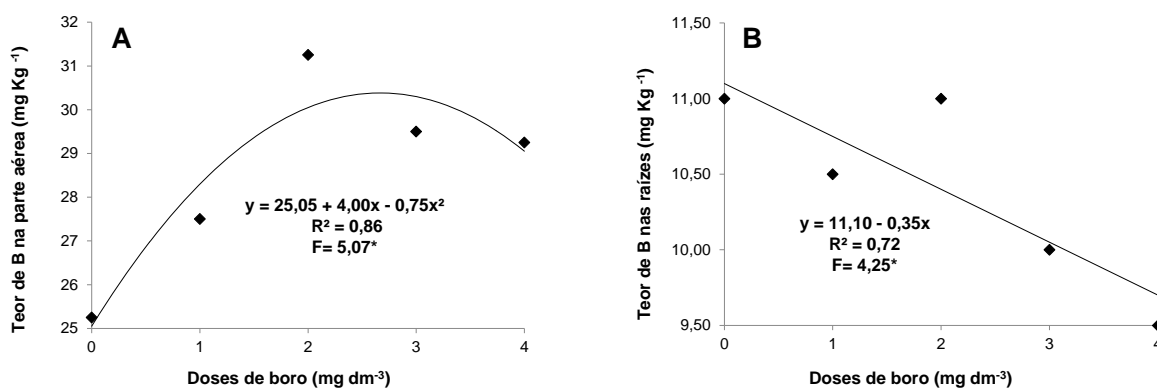 A
Teor de B na parte aérea (mg Kg ⁻¹)
32
31
30
29
28
27
26
25
y = 25,05 + 4,00x - 0,75x²
R² = 0,86
F= 5,07*
0 1 2 3 4
Doses de boro (mg dm⁻³)
B
Teor de B nas raízes (mg Kg ⁻¹)
11,50
11,00
10,50
10,00
9,50
y = 11,10 - 0,35x
R² = 0,72
F= 4,25*
0 1 2 3 4
Doses de boro (mg dm⁻³)